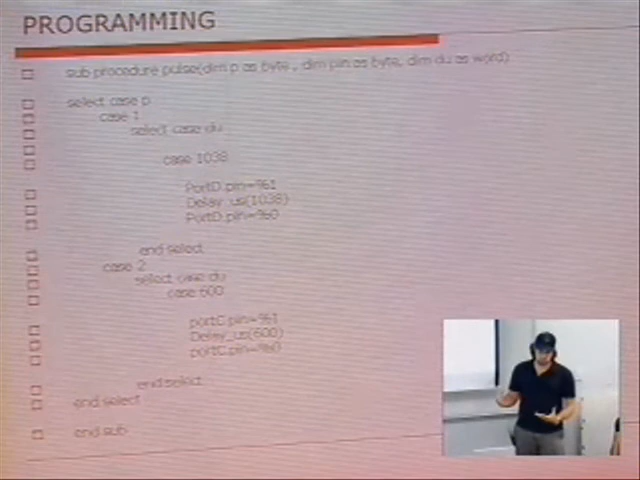 PROGRAMMING
sub procedure pulse(dim p as byte , dim pin as byte, dim du as word)
select case p
case 1
select case du
case 1038
PortD.pin=%1
Delay_us(1038)
PortD.pin=%0
end select
case 2
select case du
case 600
portC.pin=%1
Delay_us(600)
portC.pin=%0
end select
end select
end sub